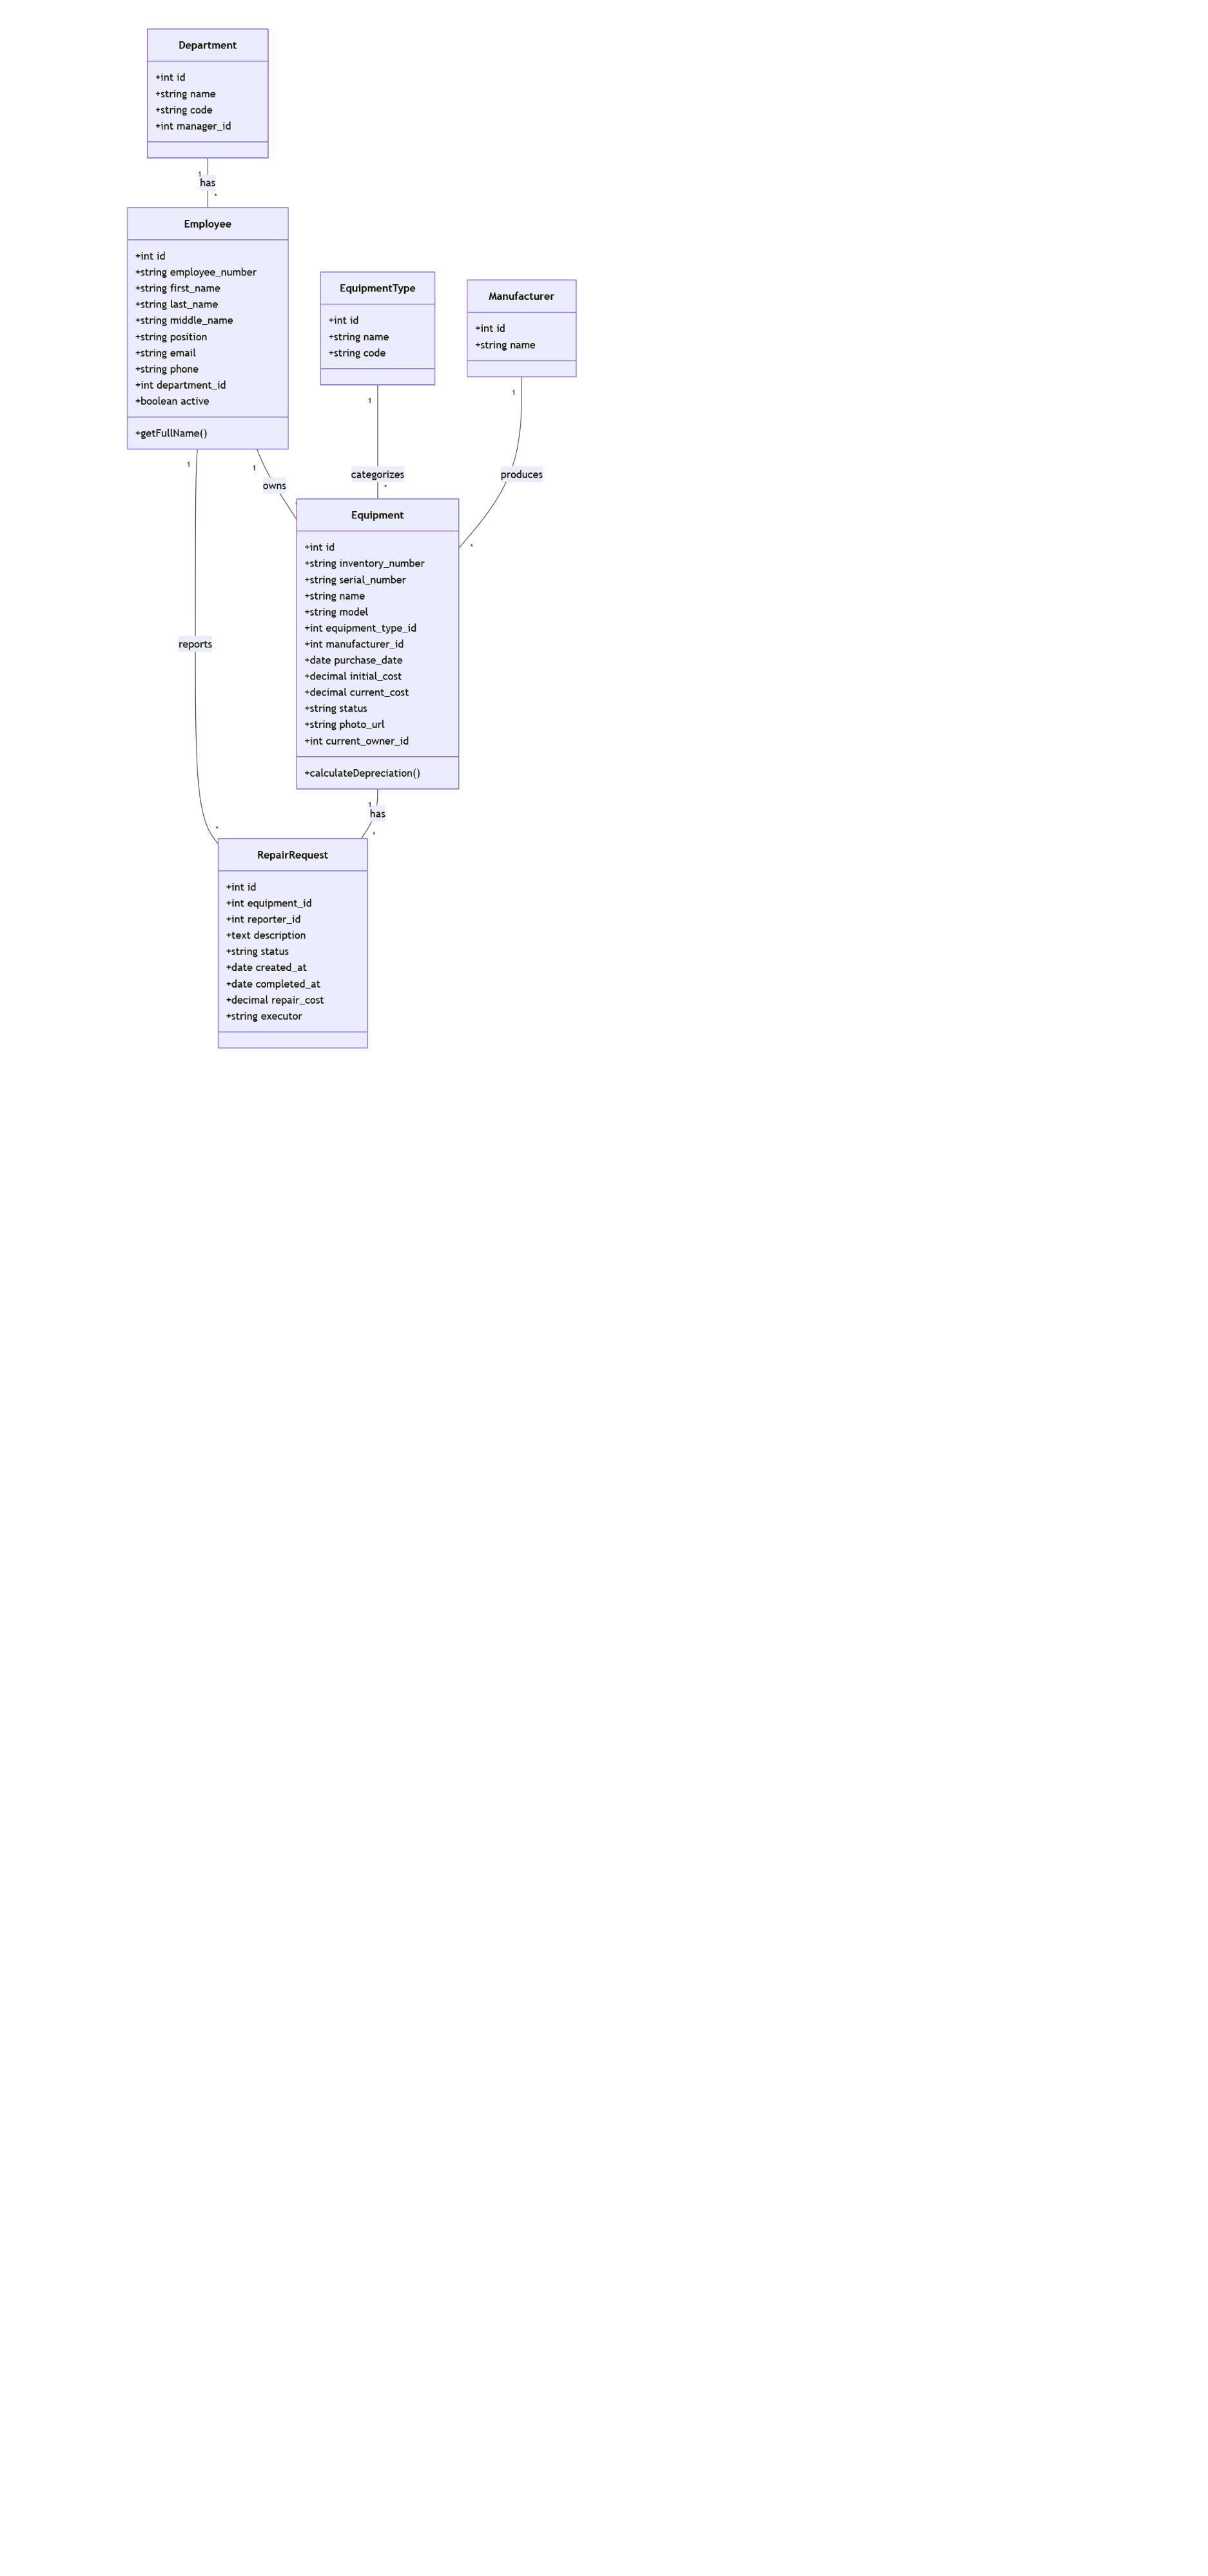 Department
+int id
+string name
+string code
+int manager_id
1
has
*
Employee
+int id
+string employee_number
+string first_name
+string last_name
+string middle_name
+string position
+string email
+string phone
+int department_id
+boolean active
+getFullName()
EquipmentType
+int id
+string name
+string code
Manufacturer
+int id
+string name
1
1
1
1
owns
categorizes
*
produces
*
Equipment
+int id
+string inventory_number
+string serial_number
+string name
+string model
+int equipment_type_id
+int manufacturer_id
+date purchase_date
+decimal initial_cost
+decimal current_cost
+string status
+string photo_url
+int current_owner_id
+calculateDepreciation()
reports
*
1
has
*
RepairRequest
+int id
+int equipment_id
+int reporter_id
+text description
+string status
+date created_at
+date completed_at
+decimal repair_cost
+string executor